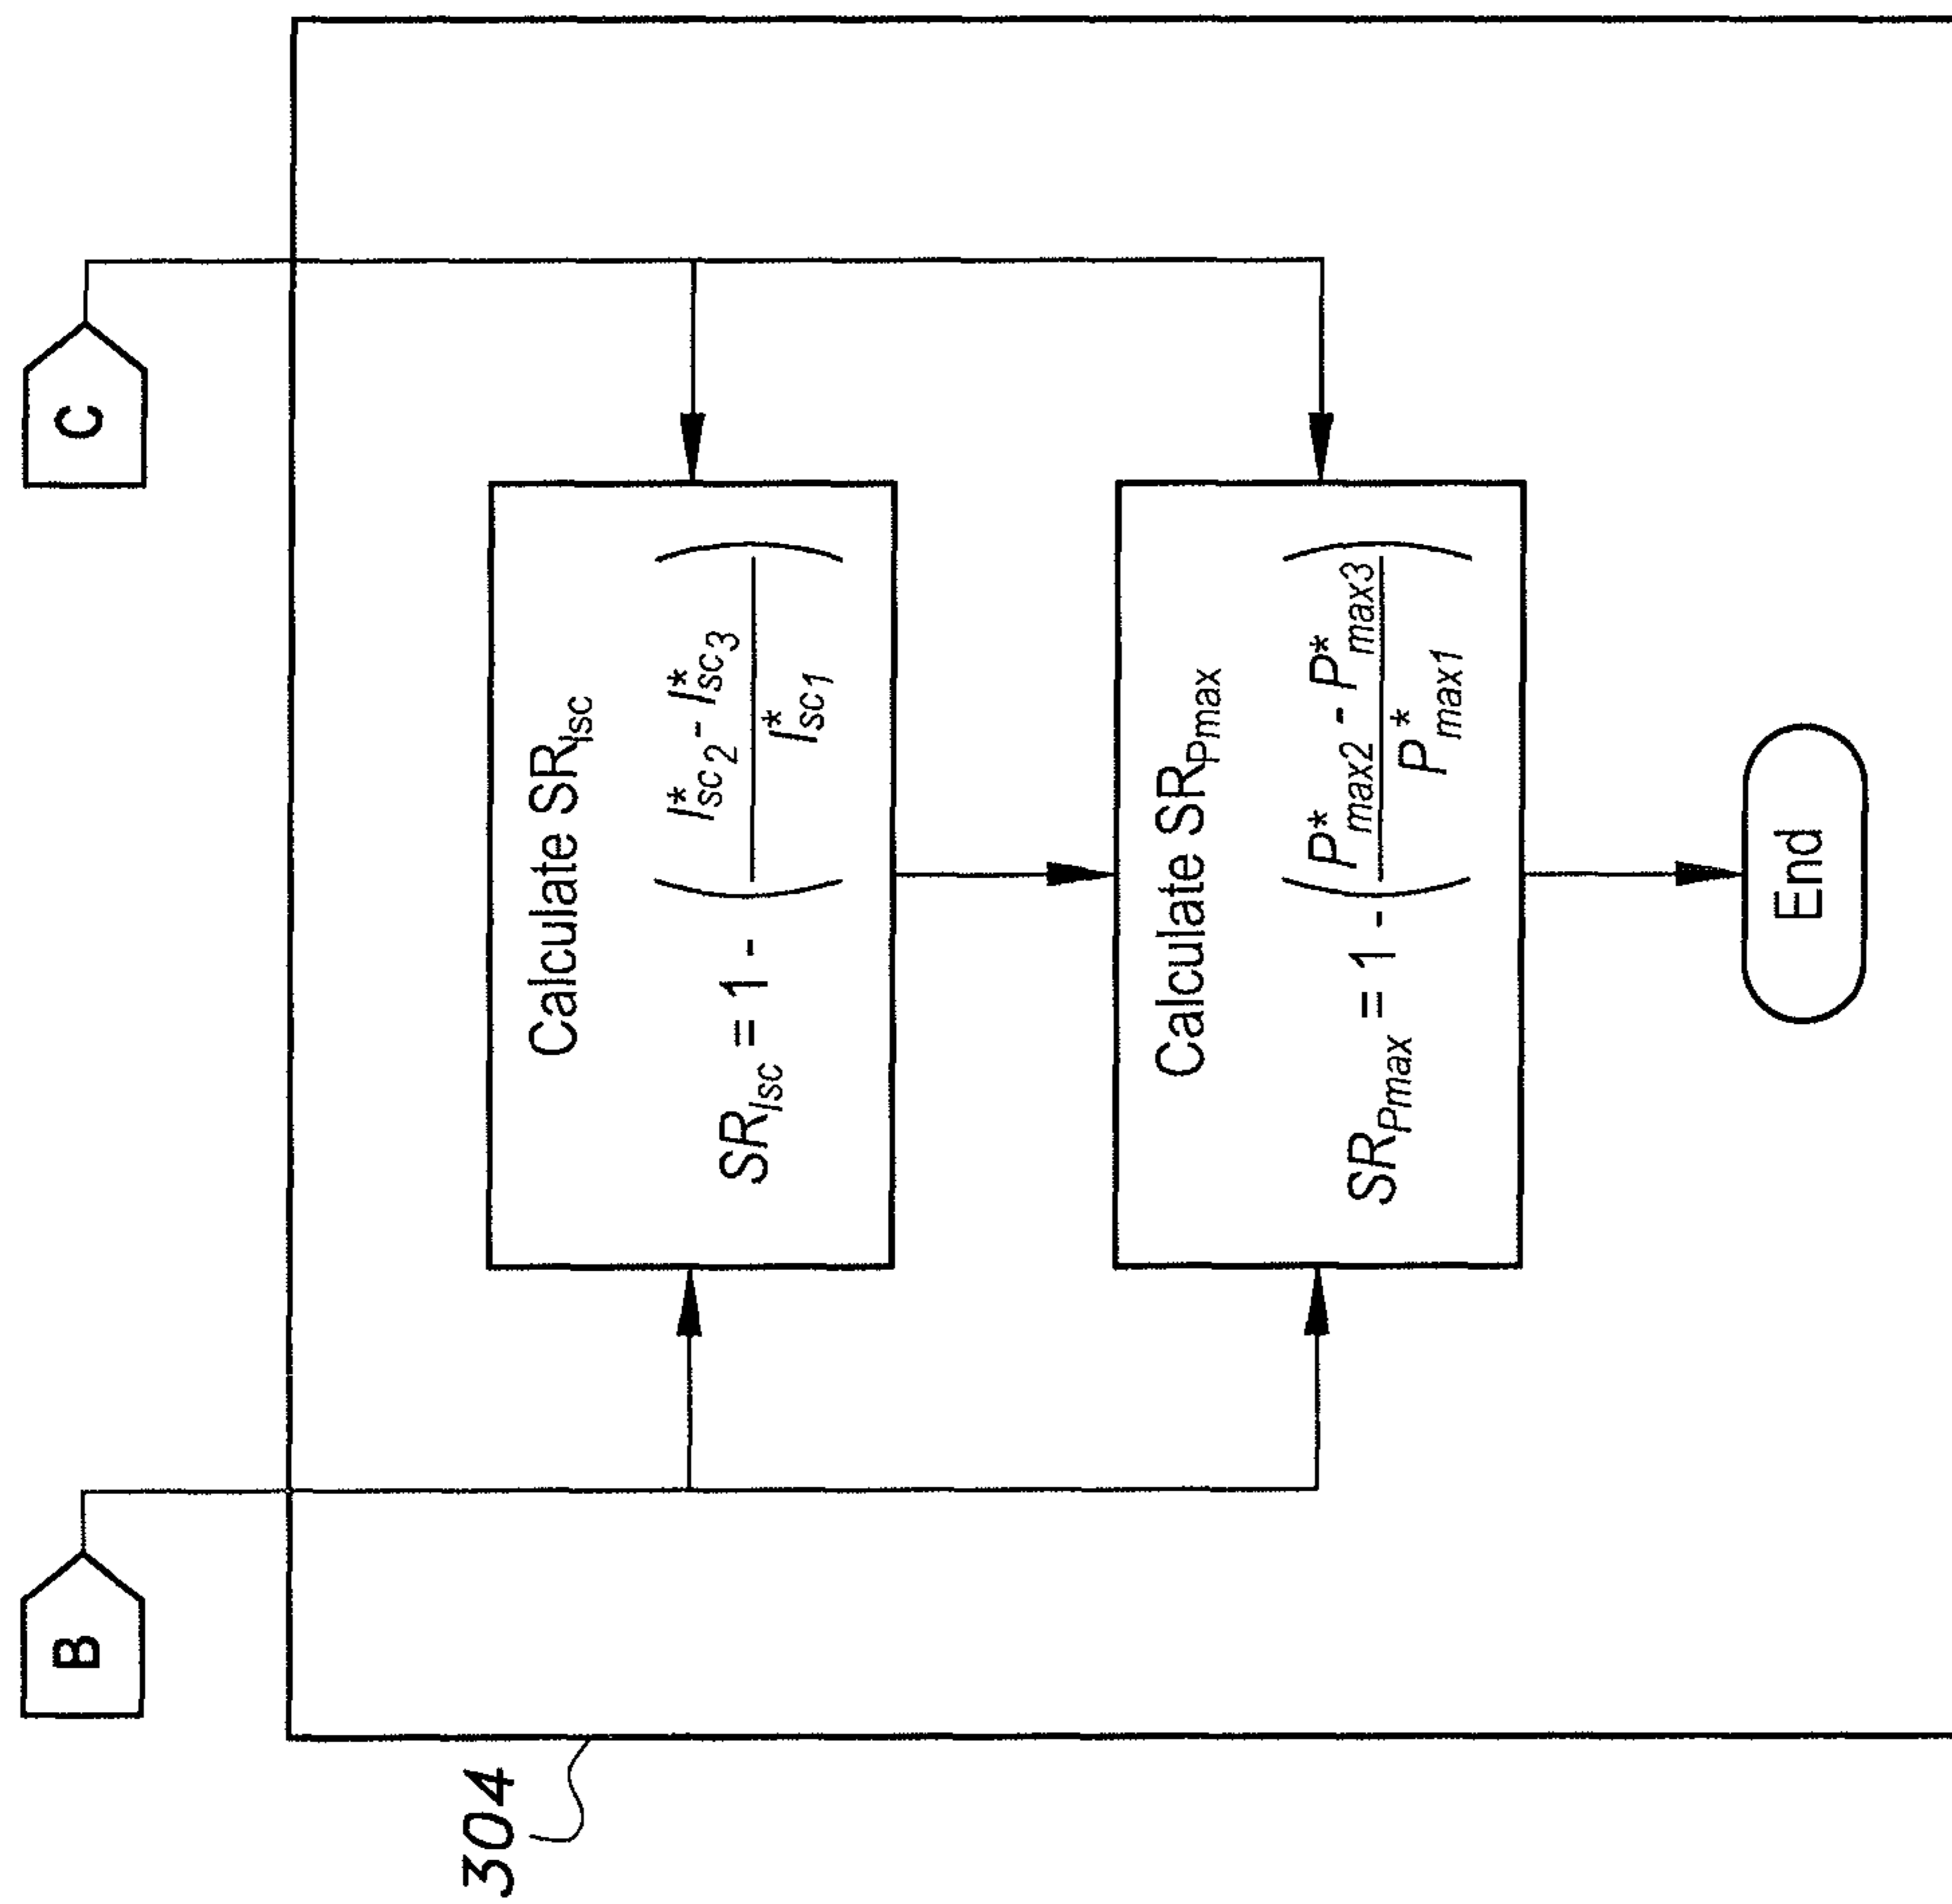 B
C
304
Calculate SR_Isc
SR_Isc = 1 - (
I*sc2 - I*sc3
I*sc1
)
Calculate SR_Pmax
SR_Pmax = 1 - (
P*max2 - P*max3
P*max1
)
End